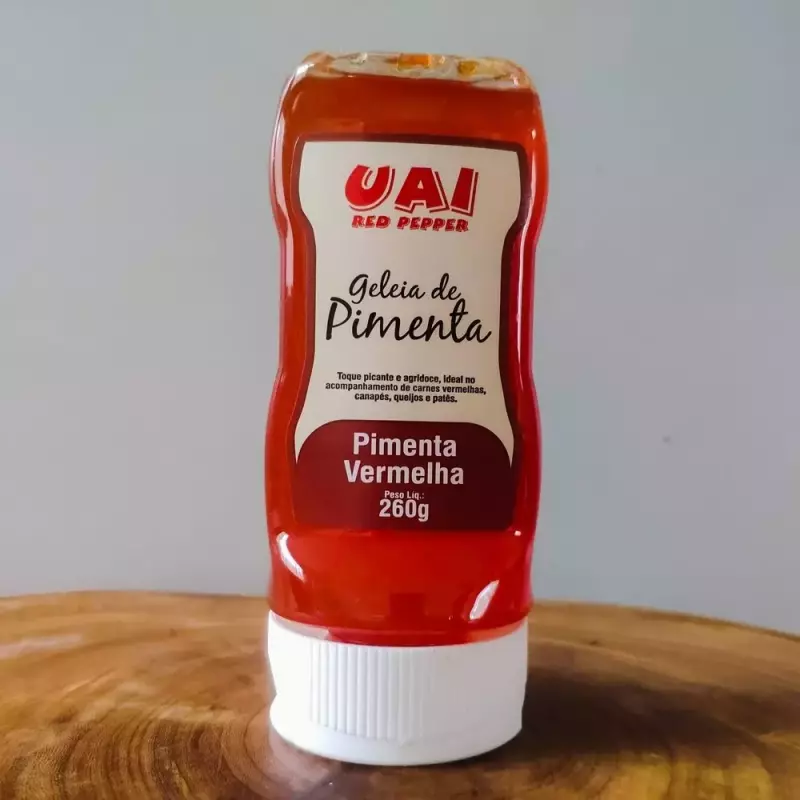 UAI
RED PEPPER
Geleia de
Pimenta
Toque picante e agridoce, ideal no
acompanhamento de carnes vermelhas,
canapés, queijos e patês.
Pimenta
Vermelha
Peso Líq.:
260g